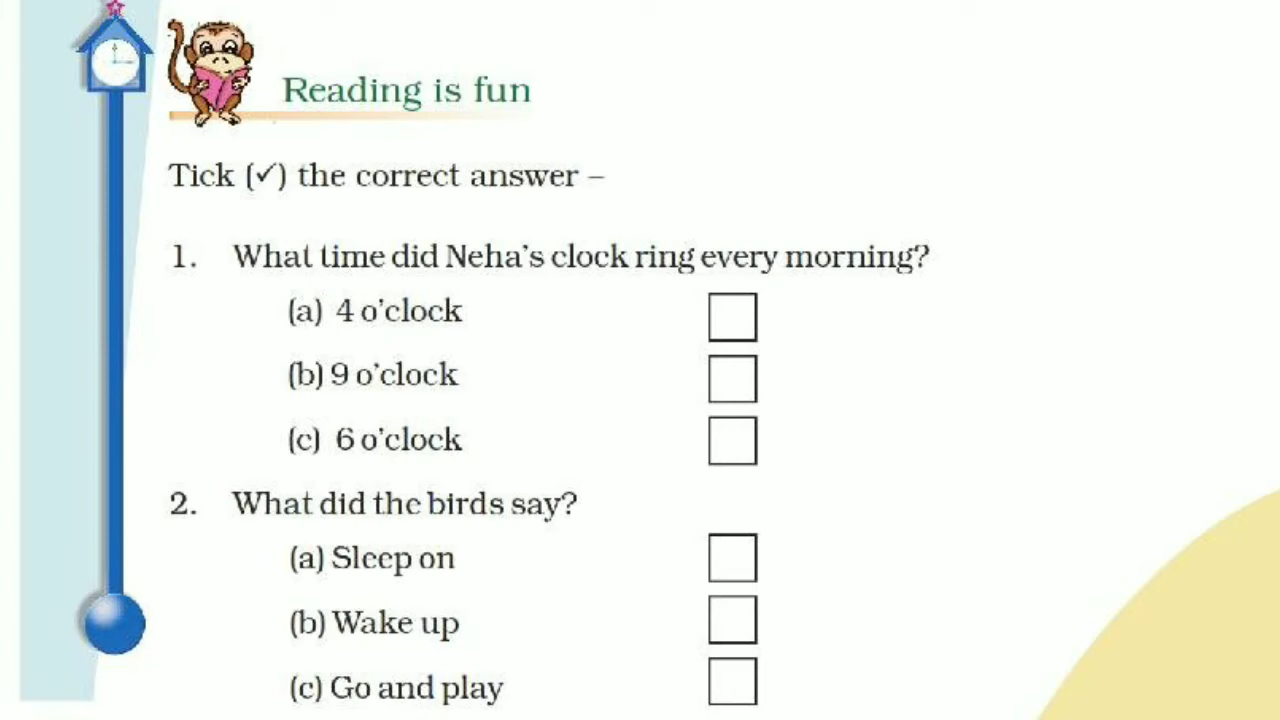 Reading is fun
Tick (✓) the correct answer –
1. What time did Neha's clock ring every morning?
(a) 4 o'clock
(b) 9 o'clock
(c) 6 o'clock
2. What did the birds say?
(a) Sleep on
(b) Wake up
(c) Go and play